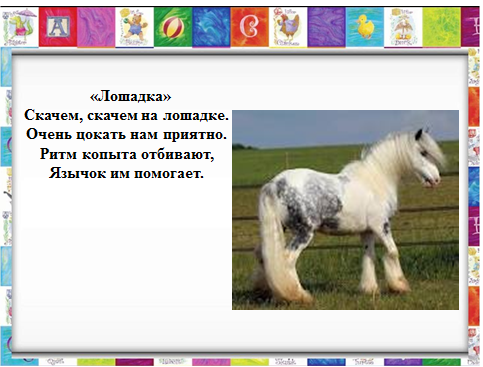 «Лошадка»
Скачем, скачем на лошадке.
Очень цокать нам приятно.
Ритм копыта отбивают,
Язычок им помогает.